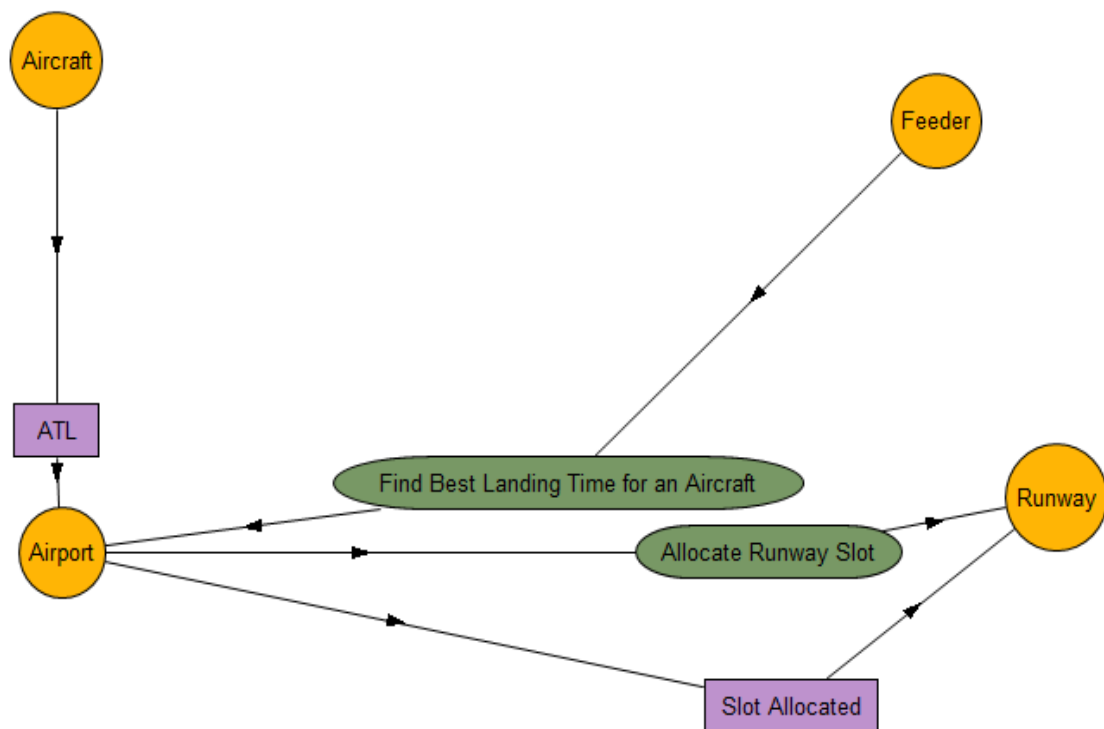 Aircraft
Feeder
ATL
Find Best Landing Time for an Aircraft
Runway
Airport
Allocate Runway Slot
Slot Allocated